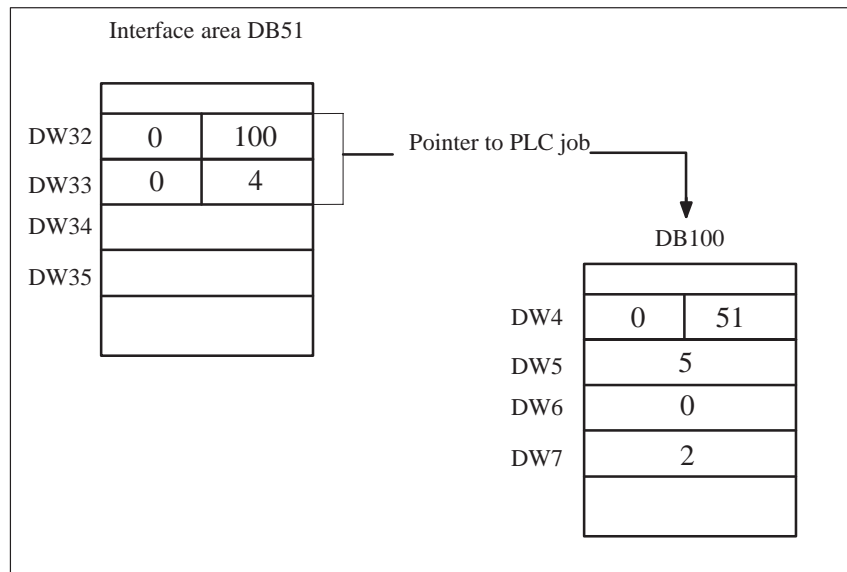 Interface area DB51
DW32 0 100
Pointer to PLC job
DW33 0 4
DW34
DW35
DB100
DW4 0 51
DW5 5
DW6 0
DW7 2